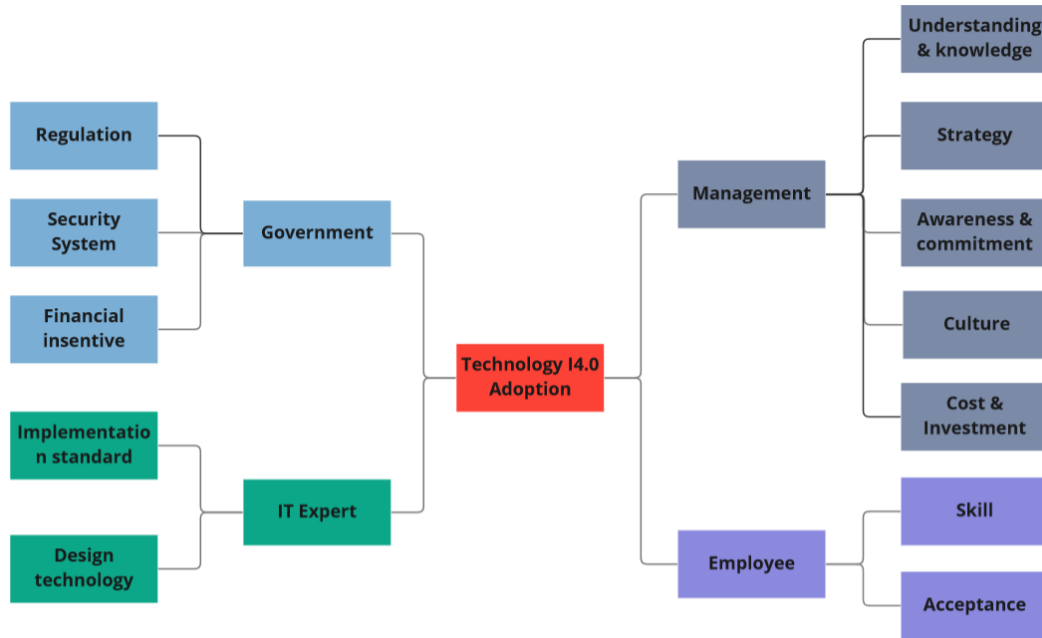 Understanding
& knowledge
Regulation
Strategy
Management
Security
System
Government
Awareness &
commitment
Financial
insentive
Culture
Technology I4.0
Adoption
Cost &
Investment
Implementatio
n standard
IT Expert
Skill
Design
technology
Employee
Acceptance